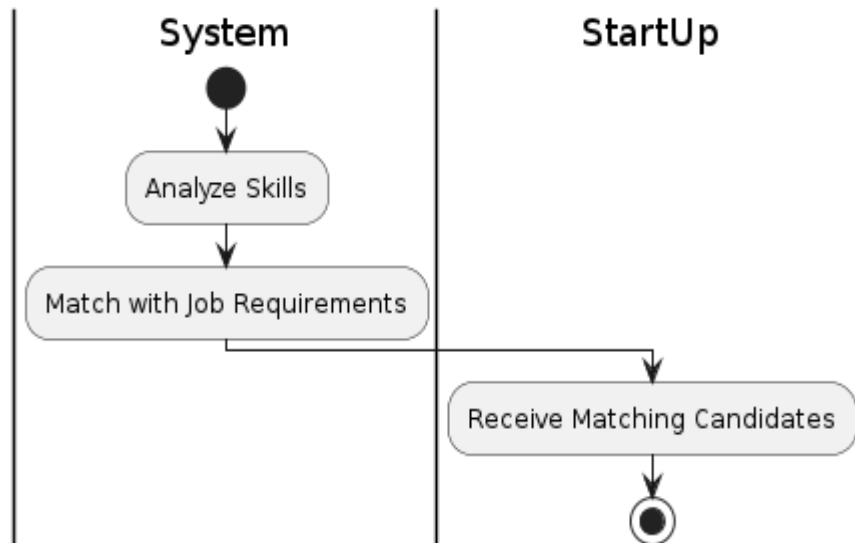 System
StartUp
Analyze Skills
Match with Job Requirements
Receive Matching Candidates